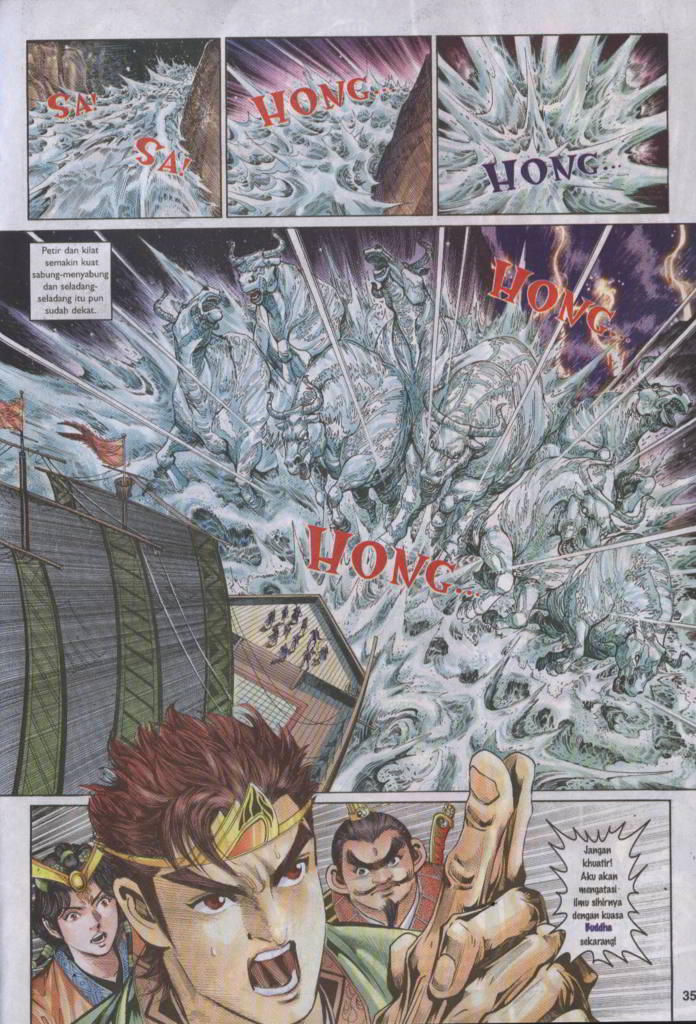 SA!
SA!
HONG...
HONG...
Petir dan kilat
semakin kuat
sabung-menyabung
dan seladang-
seladang itu pun
sudah dekat.
HONG...
HONG...
Jangan
khuatir!
Aku akan
mengatasi
ilmu sihirnya
dengan kuasa
Buddha
sekarang!
35